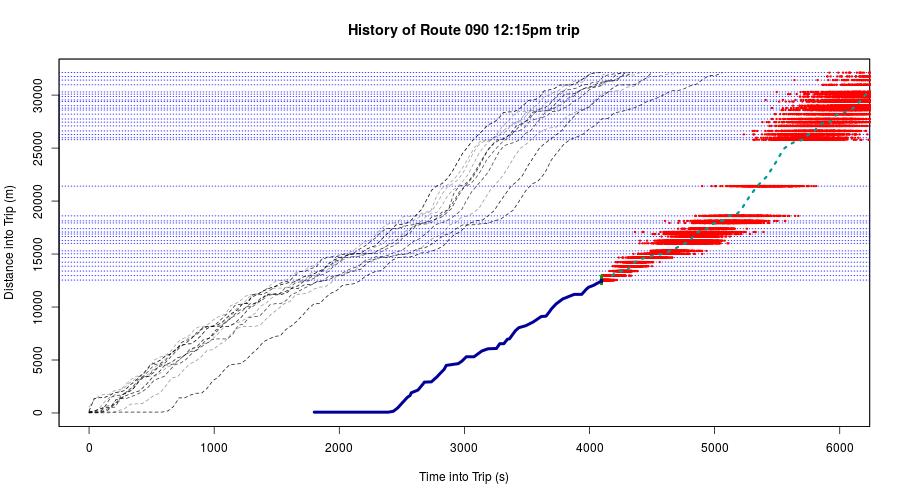 History of Route 090 12:15pm trip
Distance into Trip (m)
30000
25000
20000
15000
10000
5000
0
0 1000 2000 3000 4000 5000 6000
Time into Trip (s)